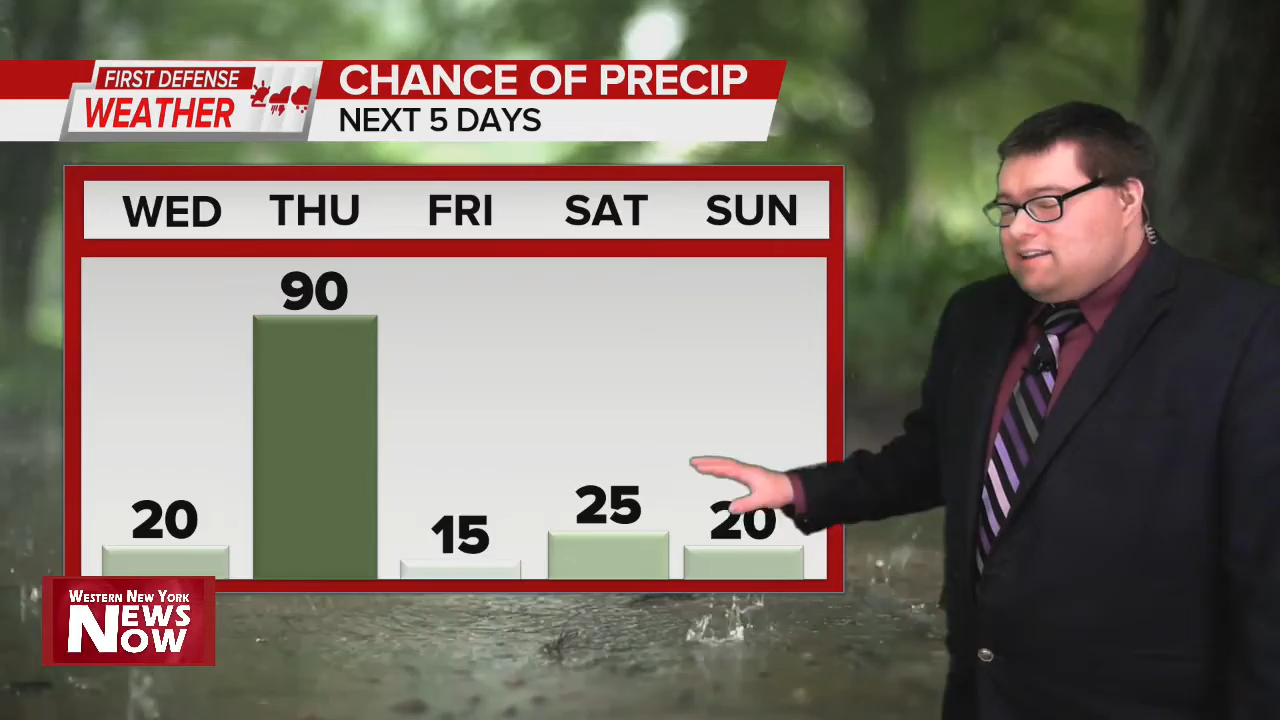 FIRST DEFENSE
WEATHER
CHANCE OF PRECIP
NEXT 5 DAYS
WED THU FRI SAT SUN
90
20 15 25 20
WESTERN NEW YORK
NEWS
NOW